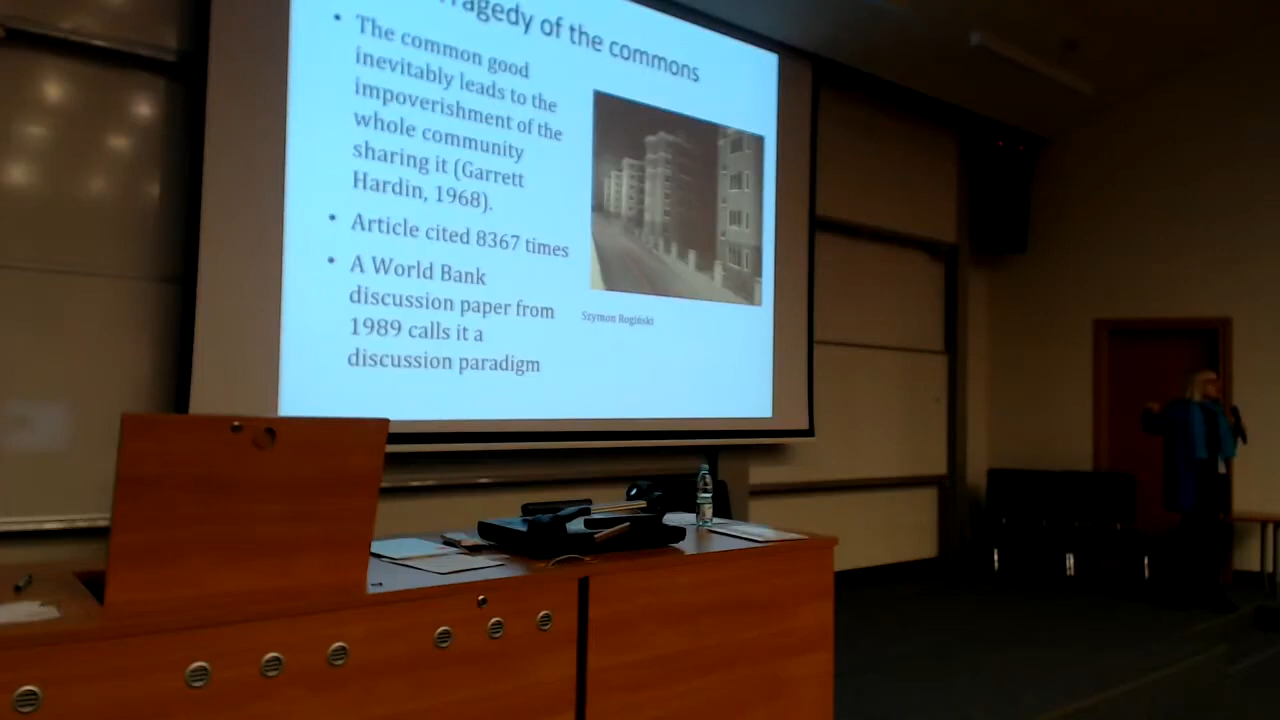 Tragedy of the commons
• The common good
inevitably leads to the
impoverishment of the
whole community
sharing it (Garrett
Hardin, 1968).
• Article cited 8367 times
• A World Bank
discussion paper from
1989 calls it a
discussion paradigm
Szymon Rogiński